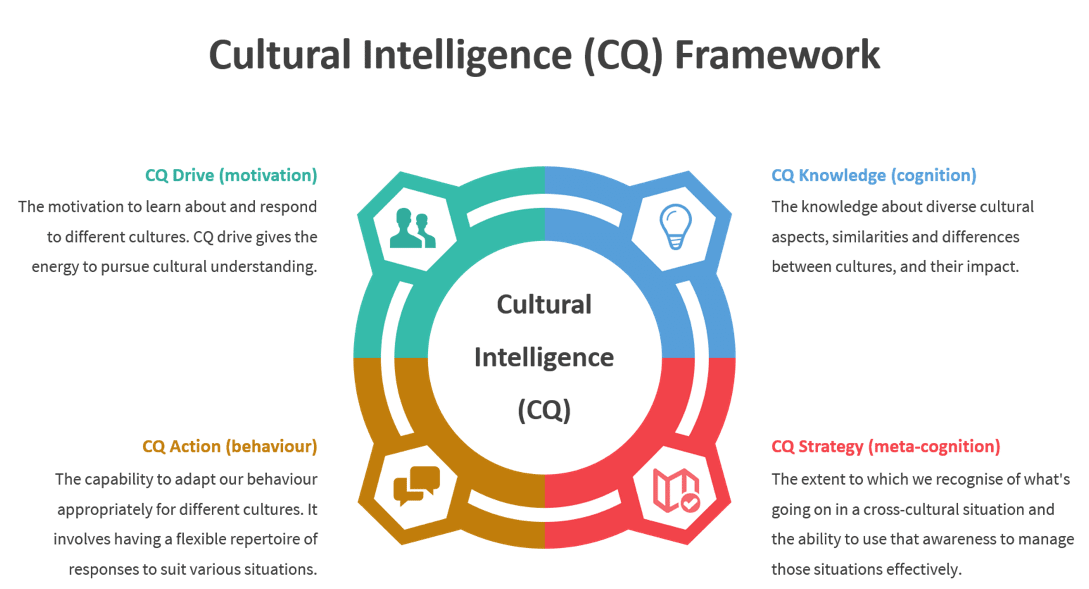 Cultural Intelligence (CQ) Framework
CQ Drive (motivation)
The motivation to learn about and respond
to different cultures. CQ drive gives the
energy to pursue cultural understanding.
CQ Knowledge (cognition)
The knowledge about diverse cultural
aspects, similarities and differences
between cultures, and their impact.
Cultural
Intelligence
(CQ)
CQ Action (behaviour)
The capability to adapt our behaviour
appropriately for different cultures. It
involves having a flexible repertoire of
responses to suit various situations.
CQ Strategy (meta-cognition)
The extent to which we recognise of what's
going on in a cross-cultural situation and
the ability to use that awareness to manage
those situations effectively.